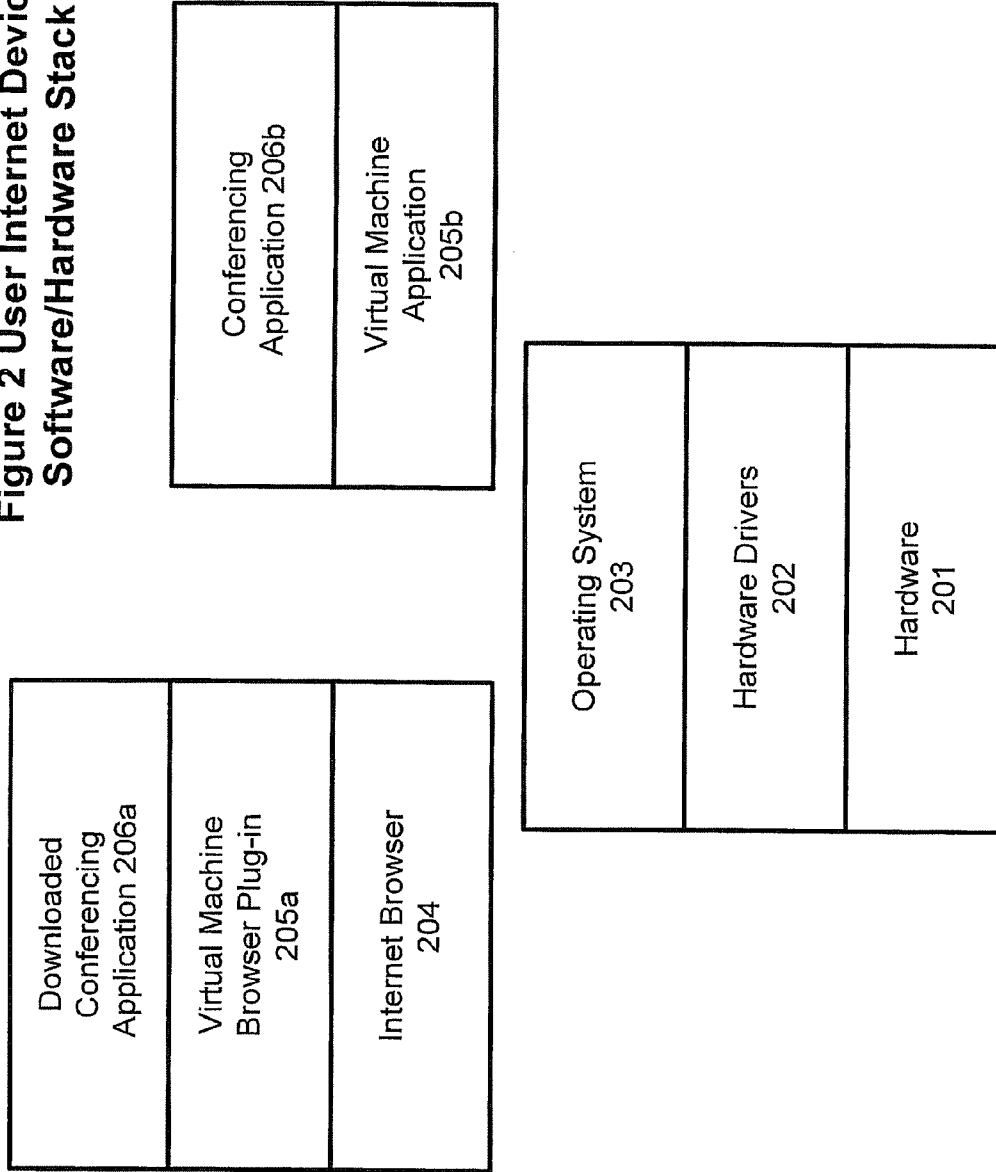 Figure 2 User Internet Devic
Software/Hardware Stack
Downloaded
Conferencing
Application 206a
Virtual Machine
Browser Plug-in
205a
Internet Browser
204
Conferencing
Application 206b
Virtual Machine
Application
205b
Operating System
203
Hardware Drivers
202
Hardware
201